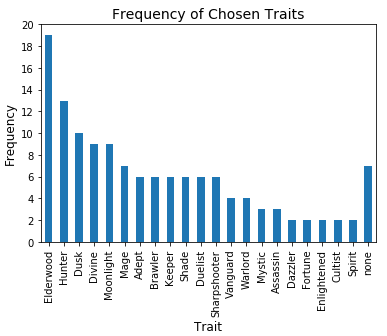 Frequency of Chosen Traits
20
18
16
14
12
10
8
6
4
2
0
Frequency
Elderwood
Hunter
Dusk
Divine
Moonlight
Mage
Adept
Brawler
Keeper
Shade
Duelist
Sharpshooter
Vanguard
Warlord
Mystic
Assassin
Dazzler
Fortune
Enlightened
Cultist
Spirit
none
Trait